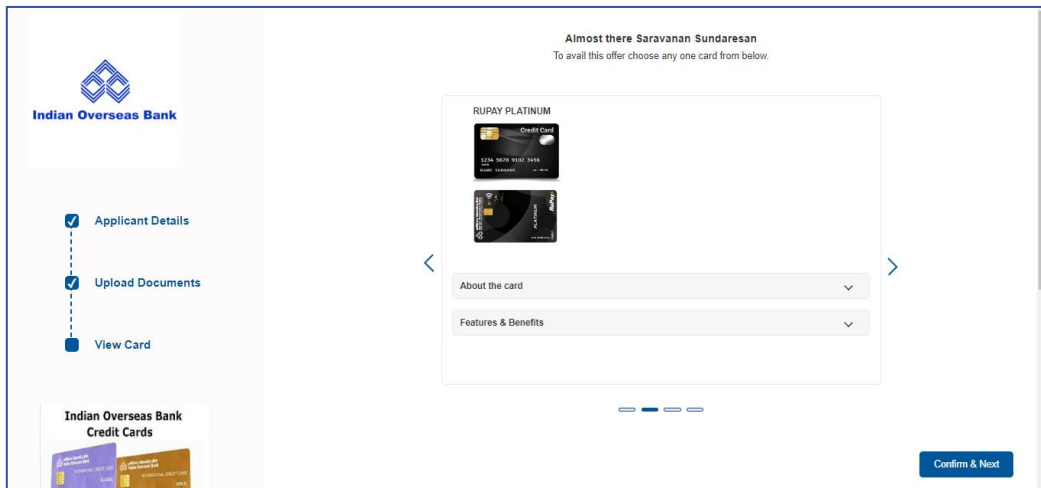 Indian Overseas Bank
Applicant Details
Upload Documents
View Card
Indian Overseas Bank
Credit Cards
Almost there Saravanan Sundaresan
To avail this offer choose any one card from below.
RUPAY PLATINUM
Credit Card
1234 5678 9102 3456
PLATINUM
RuPay
About the card
Features & Benefits
Confirm & Next